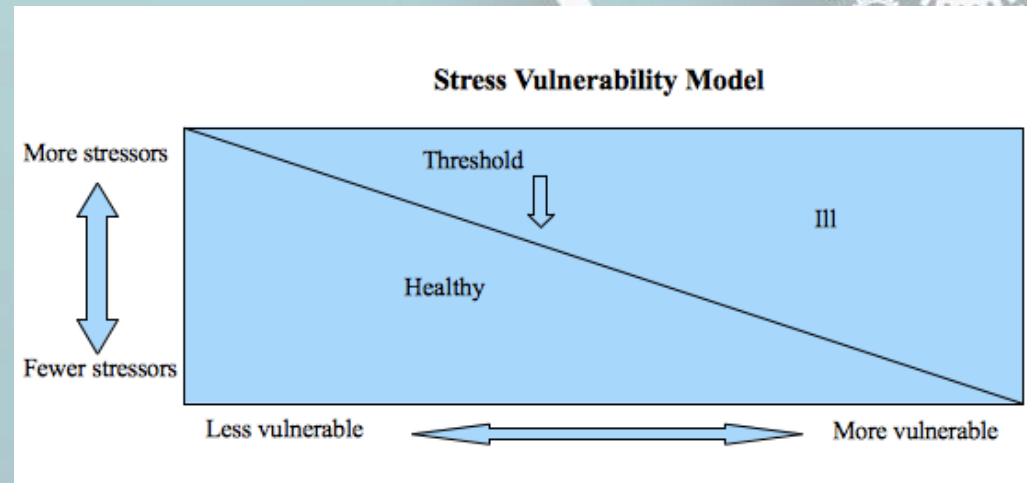 Stress Vulnerability Model
More stressors
Threshold
Ill
Healthy
Fewer stressors
Less vulnerable
More vulnerable